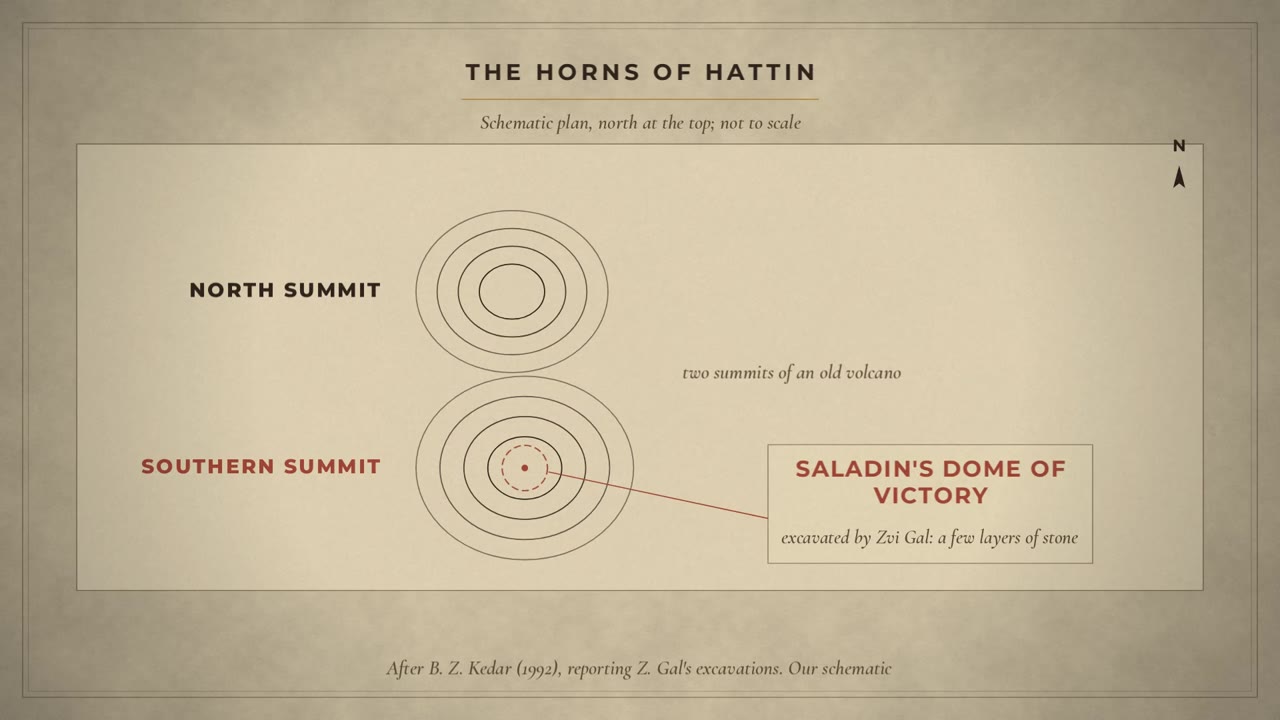 THE HORNS OF HATTIN
Schematic plan, north at the top; not to scale
N
NORTH SUMMIT
two summits of an old volcano
SOUTHERN SUMMIT
SALADIN'S DOME OF
VICTORY
excavated by Zvi Gal: a few layers of stone
After B. Z. Kedar (1992), reporting Z. Gal's excavations. Our schematic